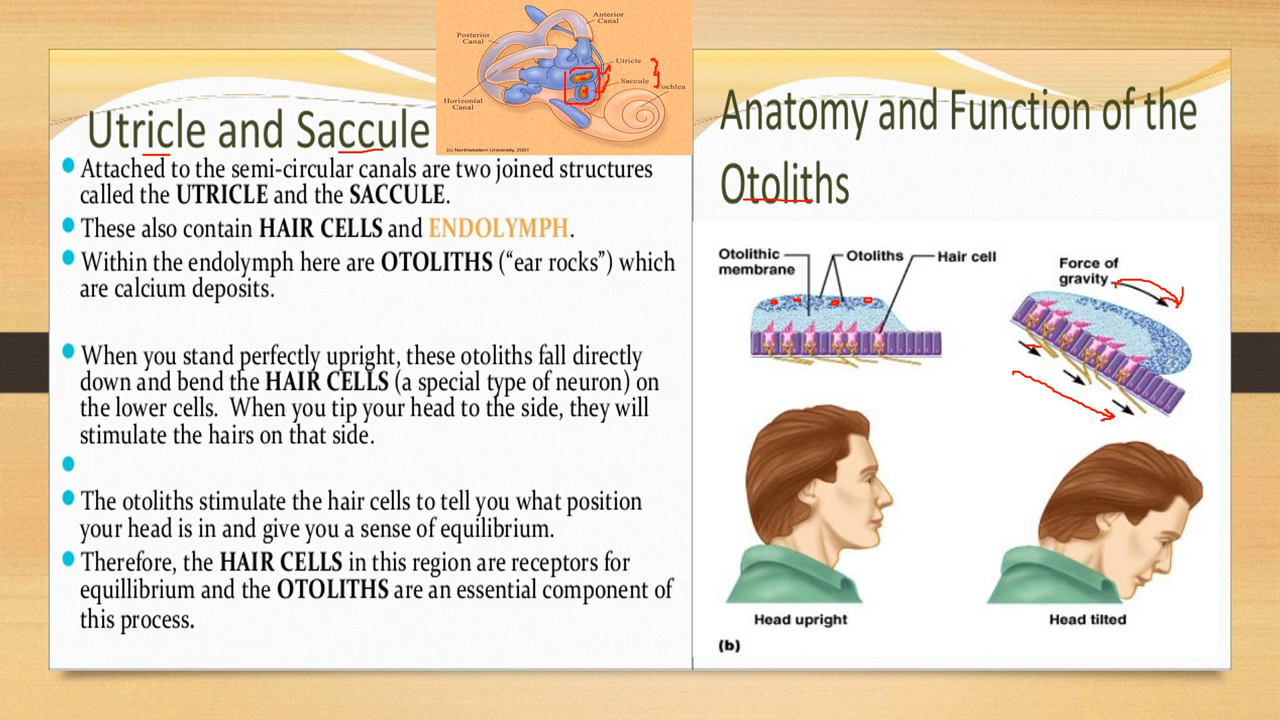 Anterior
Canal
Posterior
Canal
Utricle
Saccule
Cochlea
Horizontal
Canal
(c) Northwestern University, 2001
Utricle and Saccule
Attached to the semi-circular canals are two joined structures
called the UTRICLE and the SACCULE.
These also contain HAIR CELLS and ENDOLYMPH.
Within the endolymph here are OTOLITHS (“ear rocks”) which
are calcium deposits.
When you stand perfectly upright, these otoliths fall directly
down and bend the HAIR CELLS (a special type of neuron) on
the lower cells. When you tip your head to the side, they will
stimulate the hairs on that side.
The otoliths stimulate the hair cells to tell you what position
your head is in and give you a sense of equilibrium.
Therefore, the HAIR CELLS in this region are receptors for
equillibrium and the OTOLITHS are an essential component of
this process.
Anatomy and Function of the
Otoliths
Otolithic
membrane
Otoliths
Hair cell
Force of
gravity
Head upright
Head tilted
(b)